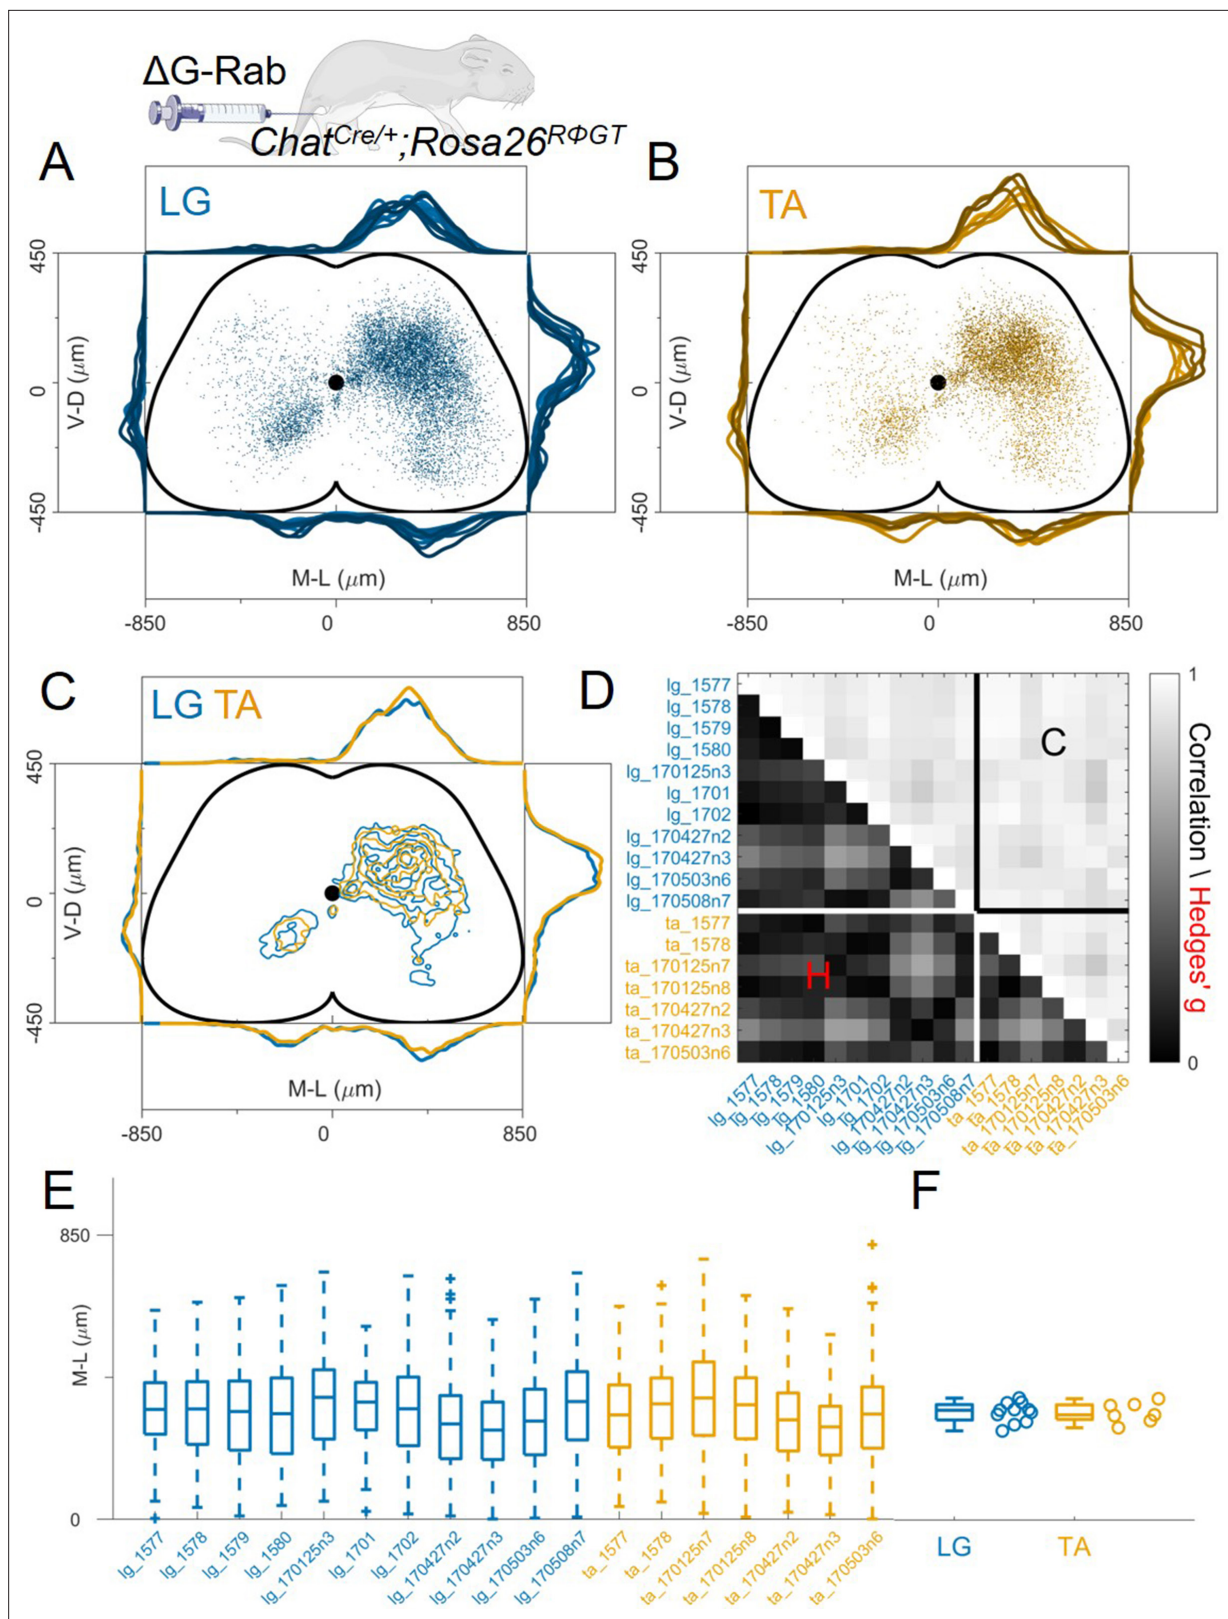 ΔG-Rab
Chat^Cre/+;Rosa26^RΦGT
A
LG
450
0
-450
V-D (μm)
M-L (μm)
-850 0 850
B
TA
450
0
-450
V-D (μm)
M-L (μm)
-850 0 850
C
LG TA
450
0
-450
V-D (μm)
M-L (μm)
-850 0 850
D
lg_1577
lg_1578
lg_1579
lg_1580
lg_170125n3
lg_1701
lg_1702
lg_170427n2
lg_170427n3
lg_170503n6
lg_170508n7
ta_1577
ta_1578
ta_170125n7
ta_170125n8
ta_170427n2
ta_170427n3
ta_170503n6
C
H
lg_1577
lg_1578
lg_1579
lg_1580
lg_170125n3
lg_1701
lg_1702
lg_170427n2
lg_170427n3
lg_170503n6
lg_170508n7
ta_1577
ta_1578
ta_170125n7
ta_170125n8
ta_170427n2
ta_170427n3
ta_170503n6
1
0
Correlation \ Hedges' g
E
850
0
M-L (μm)
lg_1577
lg_1578
lg_1579
lg_1580
lg_170125n3
lg_1701
lg_1702
lg_170427n2
lg_170427n3
lg_170503n6
lg_170508n7
ta_1577
ta_1578
ta_170125n7
ta_170125n8
ta_170427n2
ta_170427n3
ta_170503n6
F
LG TA